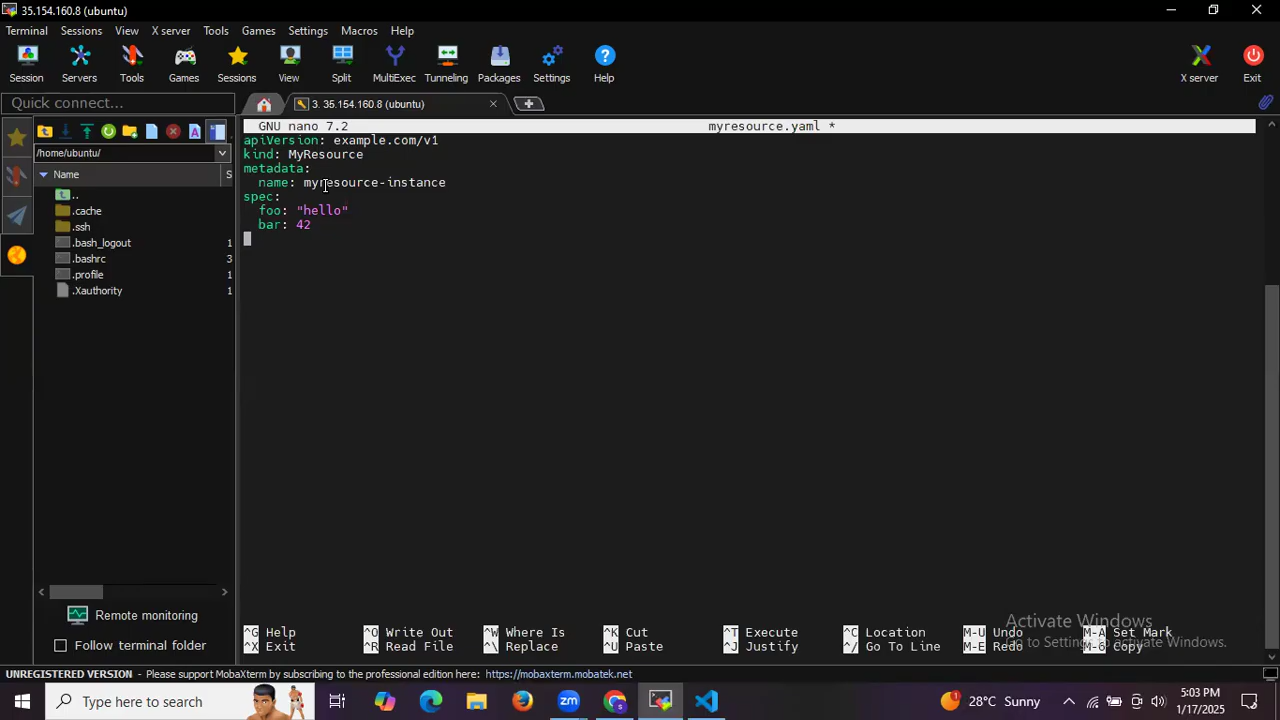 35.154.160.8 (ubuntu)
Terminal Sessions View X server Tools Games Settings Macros Help
Session Servers Tools Games Sessions View Split MultiExec Tunneling Packages Settings Help X server Exit
Quick connect...
3. 35.154.160.8 (ubuntu)
GNU nano 7.2 myresource.yaml *
/home/ubuntu/
Name S
..
.cache
.ssh
.bash_logout 1
.bashrc 3
.profile 1
.Xauthority 1
apiVersion: example.com/v1
kind: MyResource
metadata:
  name: myresource-instance
spec:
  foo: "hello"
  bar: 42
Remote monitoring
Follow terminal folder
Activate Windows
Go to Settings to activate Windows.
^G Help ^O Write Out ^W Where Is ^K Cut ^T Execute ^C Location M-U Undo M-A Set Mark
^X Exit ^R Read File ^\ Replace ^U Paste ^J Justify ^/ Go To Line M-E Redo M-6 Copy
UNREGISTERED VERSION - Please support MobaXterm by subscribing to the professional edition here: https://mobaxterm.mobatek.net
Type here to search
28°C Sunny
5:03 PM
1/17/2025